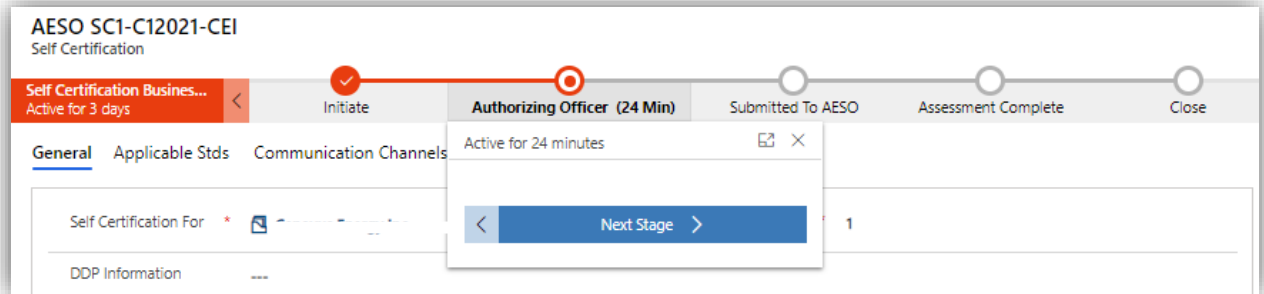 AESO SC1-C12021-CEI
Self Certification
Self Certification Busines...
Active for 3 days
Initiate
Authorizing Officer (24 Min)
Submitted To AESO
Assessment Complete
Close
General Applicable Stds Communication Channels
Active for 24 minutes
Next Stage
Self Certification For *
* 1
DDP Information ---